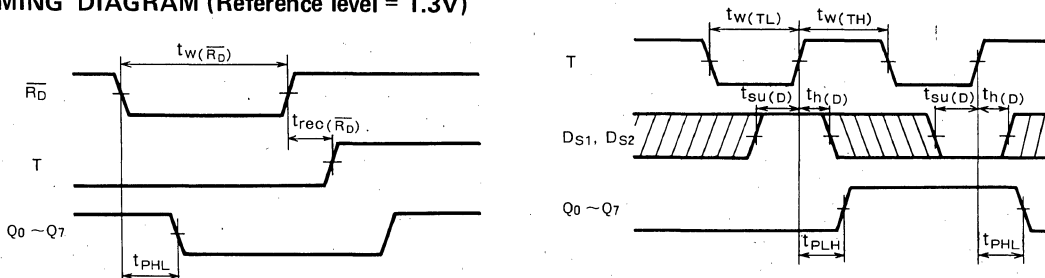 MING DIAGRAM (Reference level = 1.3V)
tw(R̅D̅)
R̅D̅
trec(R̅D̅)
T
Q0 ~Q7
tPHL
tw(TL)
tw(TH)
T
tsu(D)
th(D)
tsu(D)
th(D)
DS1, DS2
Q0 ~Q7
tPLH
tPHL